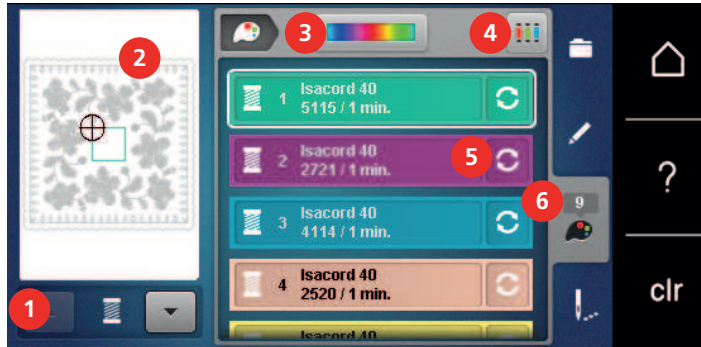 2
3
4
1 Isacord 40
5115 / 1 min.
2 Isacord 40
2721 / 1 min.
5
3 Isacord 40
4114 / 1 min.
6
9
4 Isacord 40
2520 / 1 min.
Isacord 40
1
?
clr